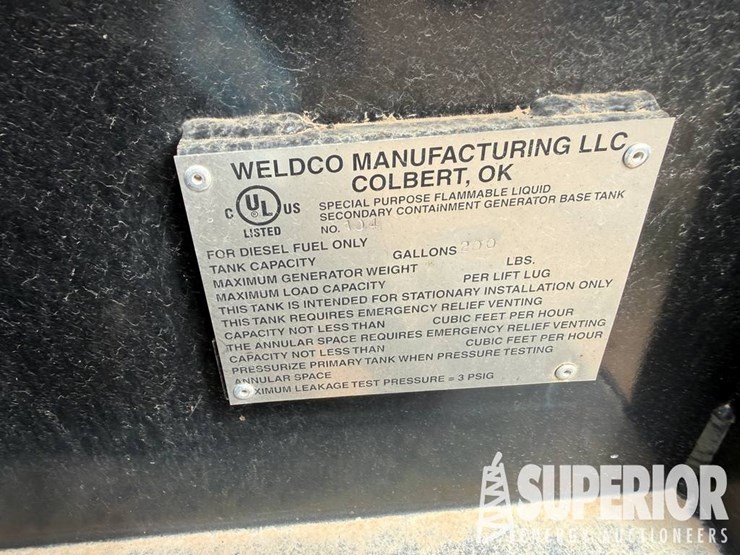 WELDCO MANUFACTURING LLC
COLBERT, OK
C UL US
LISTED
SPECIAL PURPOSE FLAMMABLE LIQUID
SECONDARY CONTAINMENT GENERATOR BASE TANK
NO.
FOR DIESEL FUEL ONLY
TANK CAPACITY GALLONS
MAXIMUM GENERATOR WEIGHT LBS.
MAXIMUM LOAD CAPACITY PER LIFT LUG
THIS TANK IS INTENDED FOR STATIONARY INSTALLATION ONLY
THIS TANK REQUIRES EMERGENCY RELIEF VENTING
CAPACITY NOT LESS THAN CUBIC FEET PER HOUR
THE ANNULAR SPACE REQUIRES EMERGENCY RELIEF VENTING
CAPACITY NOT LESS THAN CUBIC FEET PER HOUR
PRESSURIZE PRIMARY TANK WHEN PRESSURE TESTING
ANNULAR SPACE
MAXIMUM LEAKAGE TEST PRESSURE = 3 PSIG
SUPERIOR
ENERGY AUCTIONEERS